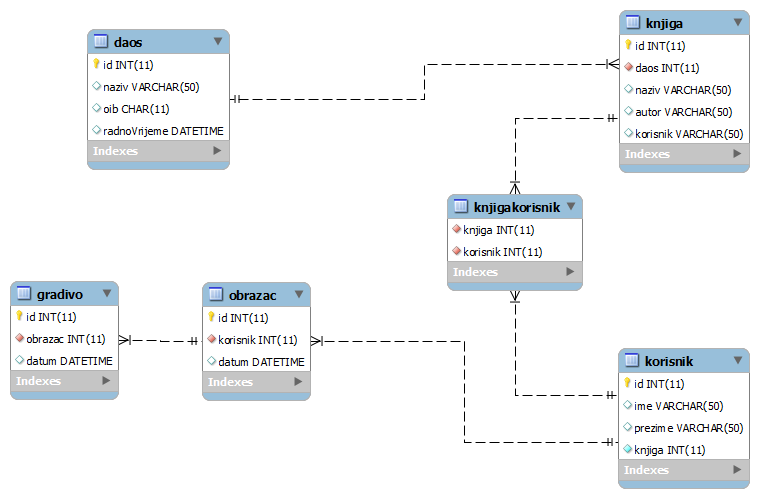 daos
id INT(11)
naziv VARCHAR(50)
oib CHAR(11)
radnoVrijeme DATETIME
Indexes
knjiga
id INT(11)
daos INT(11)
naziv VARCHAR(50)
autor VARCHAR(50)
korisnik VARCHAR(50)
Indexes
knjigakorisnik
knjiga INT(11)
korisnik INT(11)
Indexes
gradivo
id INT(11)
obrazac INT(11)
datum DATETIME
Indexes
obrazac
id INT(11)
korisnik INT(11)
datum DATETIME
Indexes
korisnik
id INT(11)
ime VARCHAR(50)
prezime VARCHAR(50)
knjiga INT(11)
Indexes